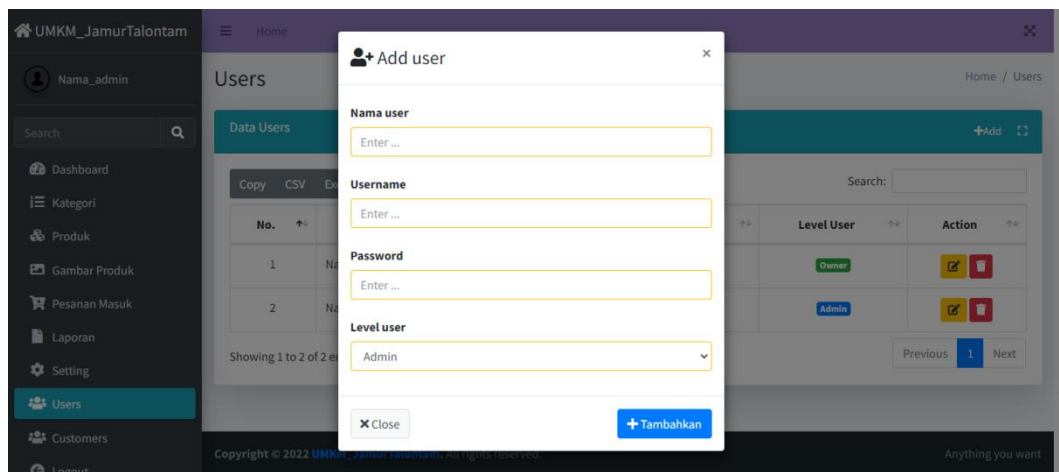 UMKM_JamurTalontam
Home
Nama_admin
Search
Dashboard
Kategori
Produk
Gambar Produk
Pesanan Masuk
Laporan
Setting
Users
Customers
Logout
Users
Home / Users
Data Users
+Add
Copy CSV
Search:
No. Level User Action
1 Owner
2 Admin
Showing 1 to 2 of 2
Previous 1 Next
Add user ×
Nama user
Enter ...
Username
Enter ...
Password
Enter ...
Level user
Admin
Close
Tambahkan
Copyright © 2022 UMKM_JamurTalontam. All rights reserved.
Anything you want